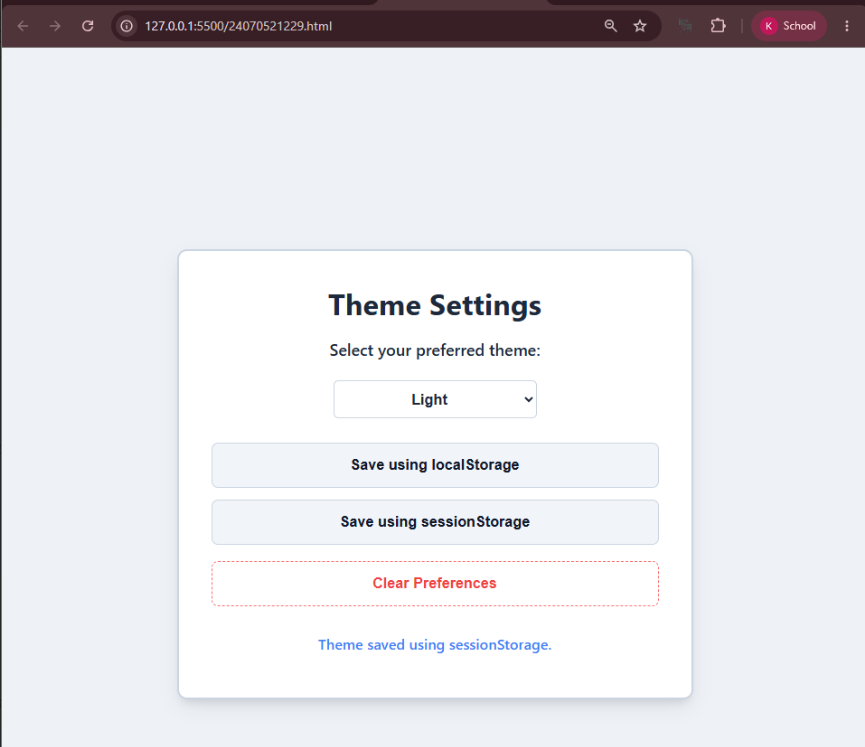 127.0.0.1:5500/24070521229.html
K School
Theme Settings
Select your preferred theme:
Light
Save using localStorage
Save using sessionStorage
Clear Preferences
Theme saved using sessionStorage.